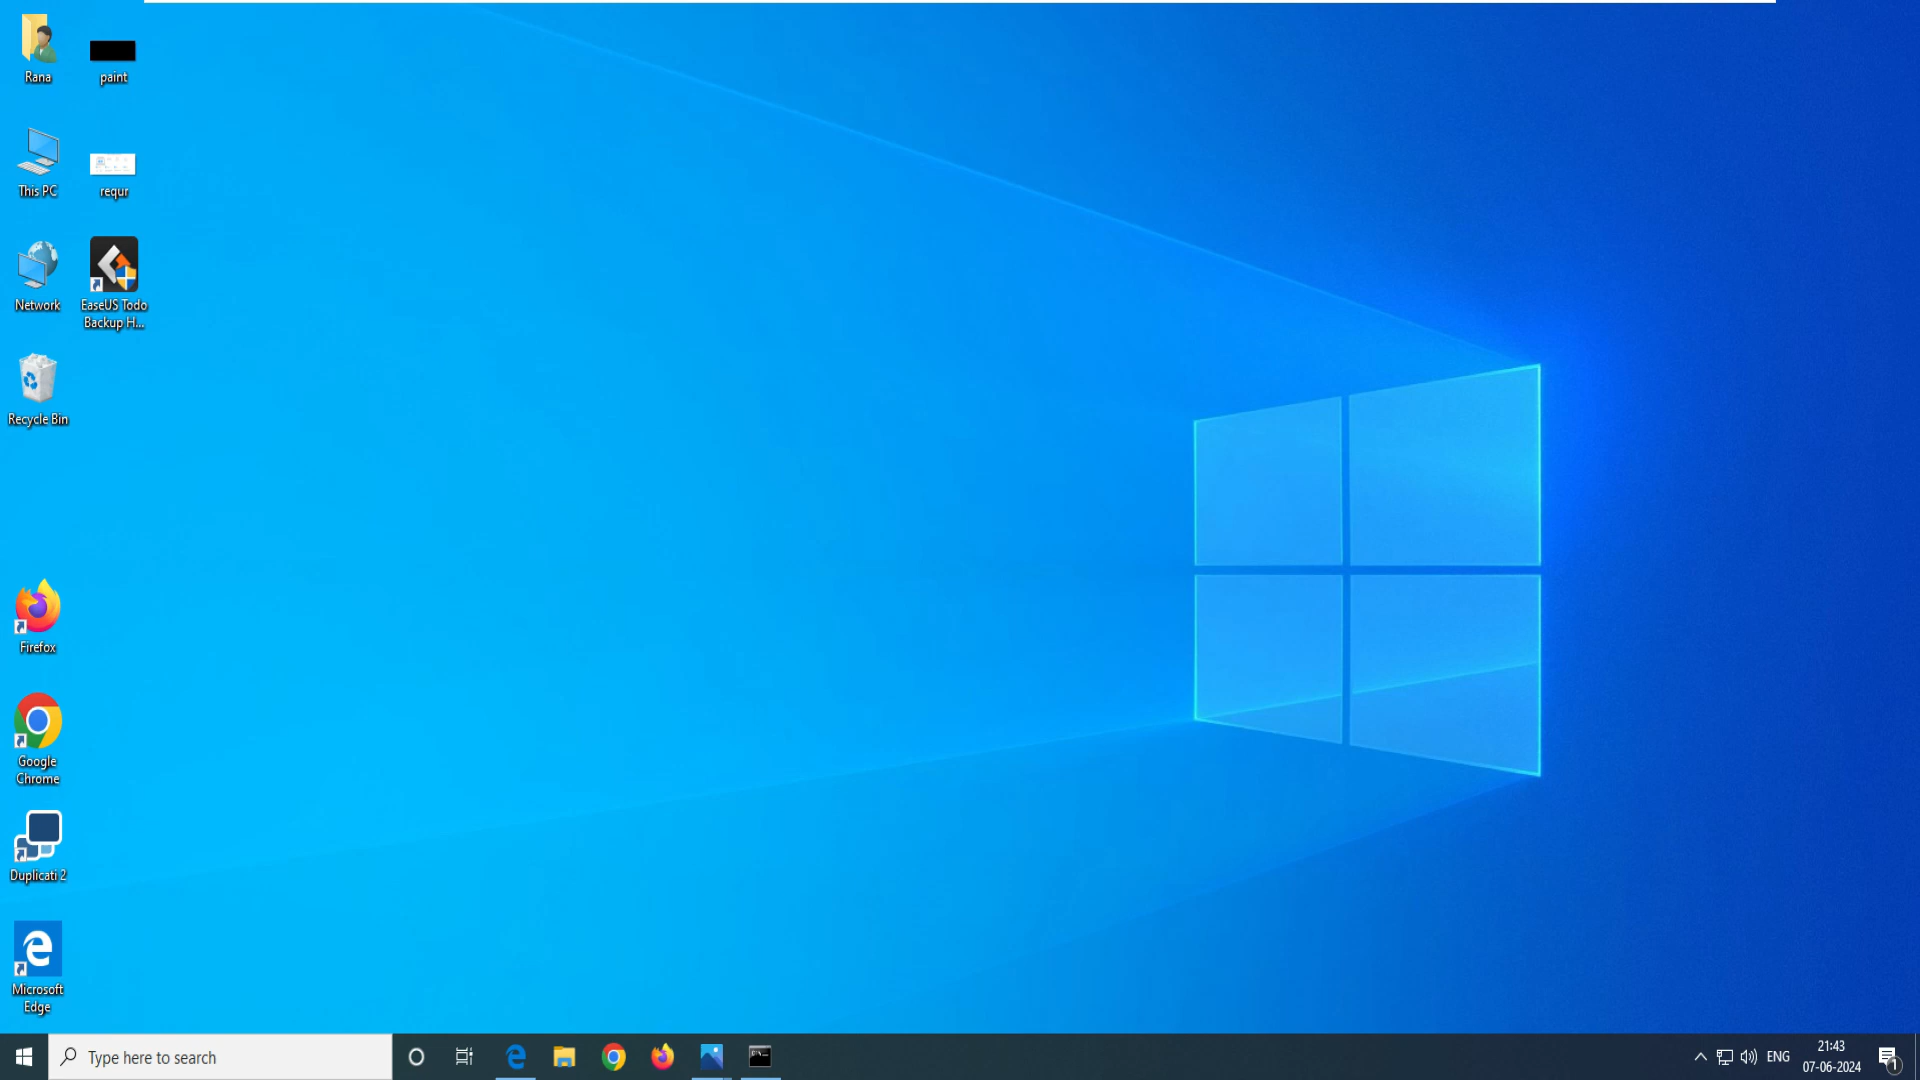 Rana
paint
This PC
requr
Network
EaseUS Todo
Backup H...
Recycle Bin
Firefox
Google
Chrome
Duplicati 2
Microsoft
Edge
Type here to search
ENG
21:43
07-06-2024
1